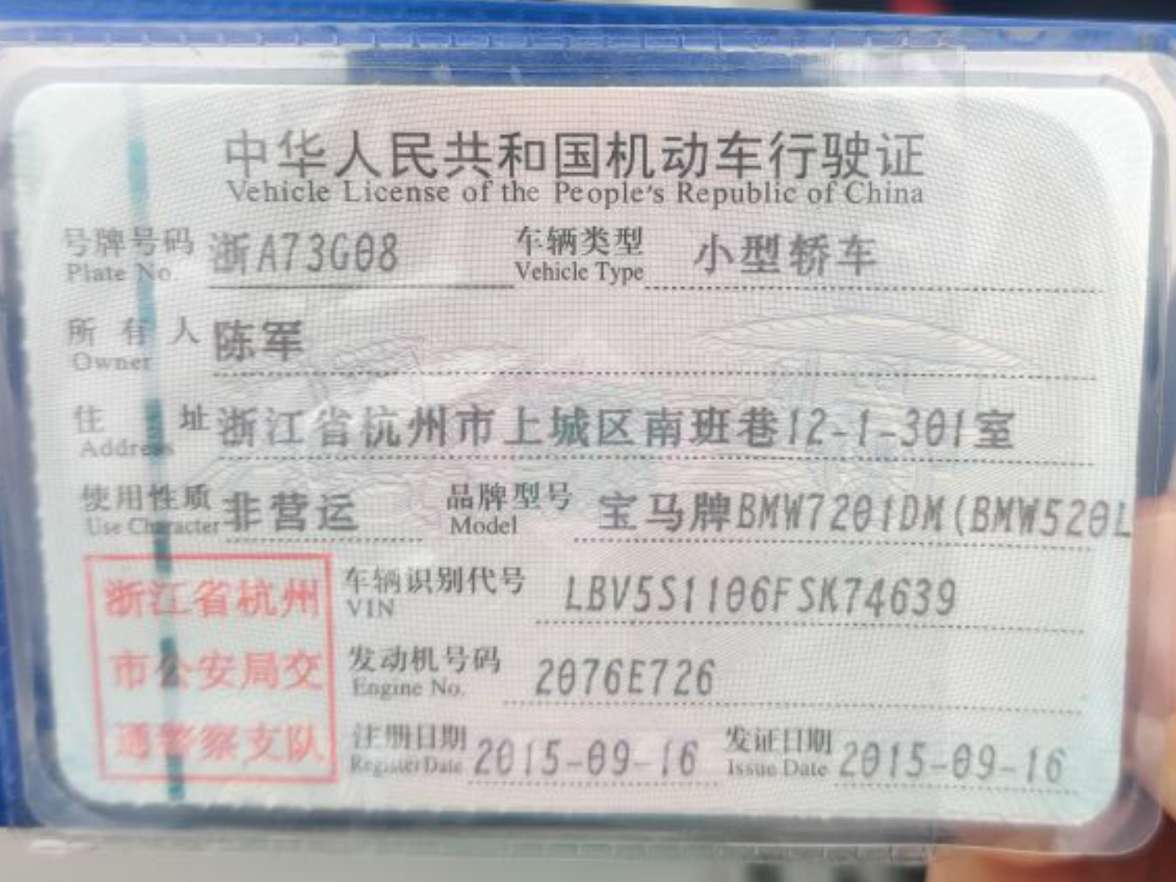 中华人民共和国机动车行驶证
Vehicle License of the People's Republic of China
号牌号码 浙A73G08 车辆类型 小型轿车
Plate No. Vehicle Type
所有人 陈军
Owner
住址 浙江省杭州市上城区南班巷12-1-301室
Address
使用性质 非营运 品牌型号 宝马牌BMW7201DM(BMW520L
Use Character Model
浙江省杭州
市公安局交
通警察支队
车辆识别代号 LBV5S1106FSK74639
VIN
发动机号码 2076E726
Engine No.
注册日期 2015-09-16 发证日期 2015-09-16
Register Date Issue Date